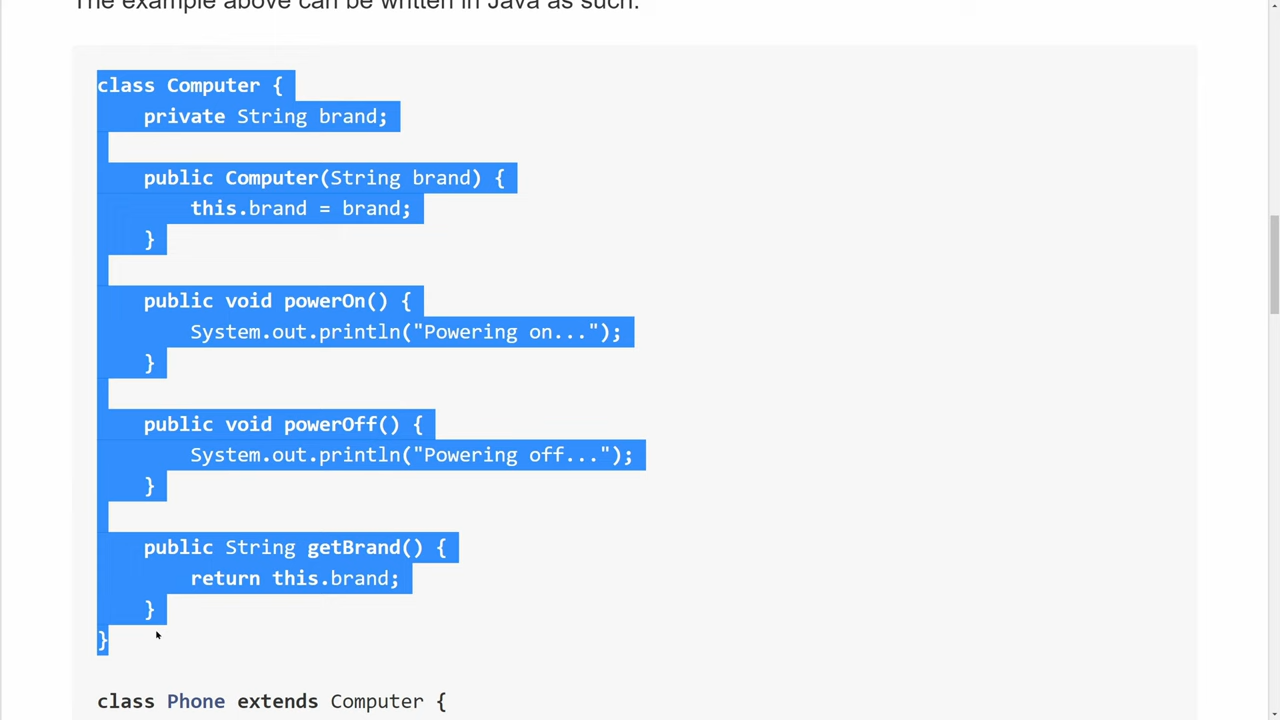 The example above can be written in Java as such:
class Computer {
    private String brand;
    public Computer(String brand) {
        this.brand = brand;
    }
    public void powerOn() {
        System.out.println("Powering on...");
    }
    public void powerOff() {
        System.out.println("Powering off...");
    }
    public String getBrand() {
        return this.brand;
    }
}
class Phone extends Computer {